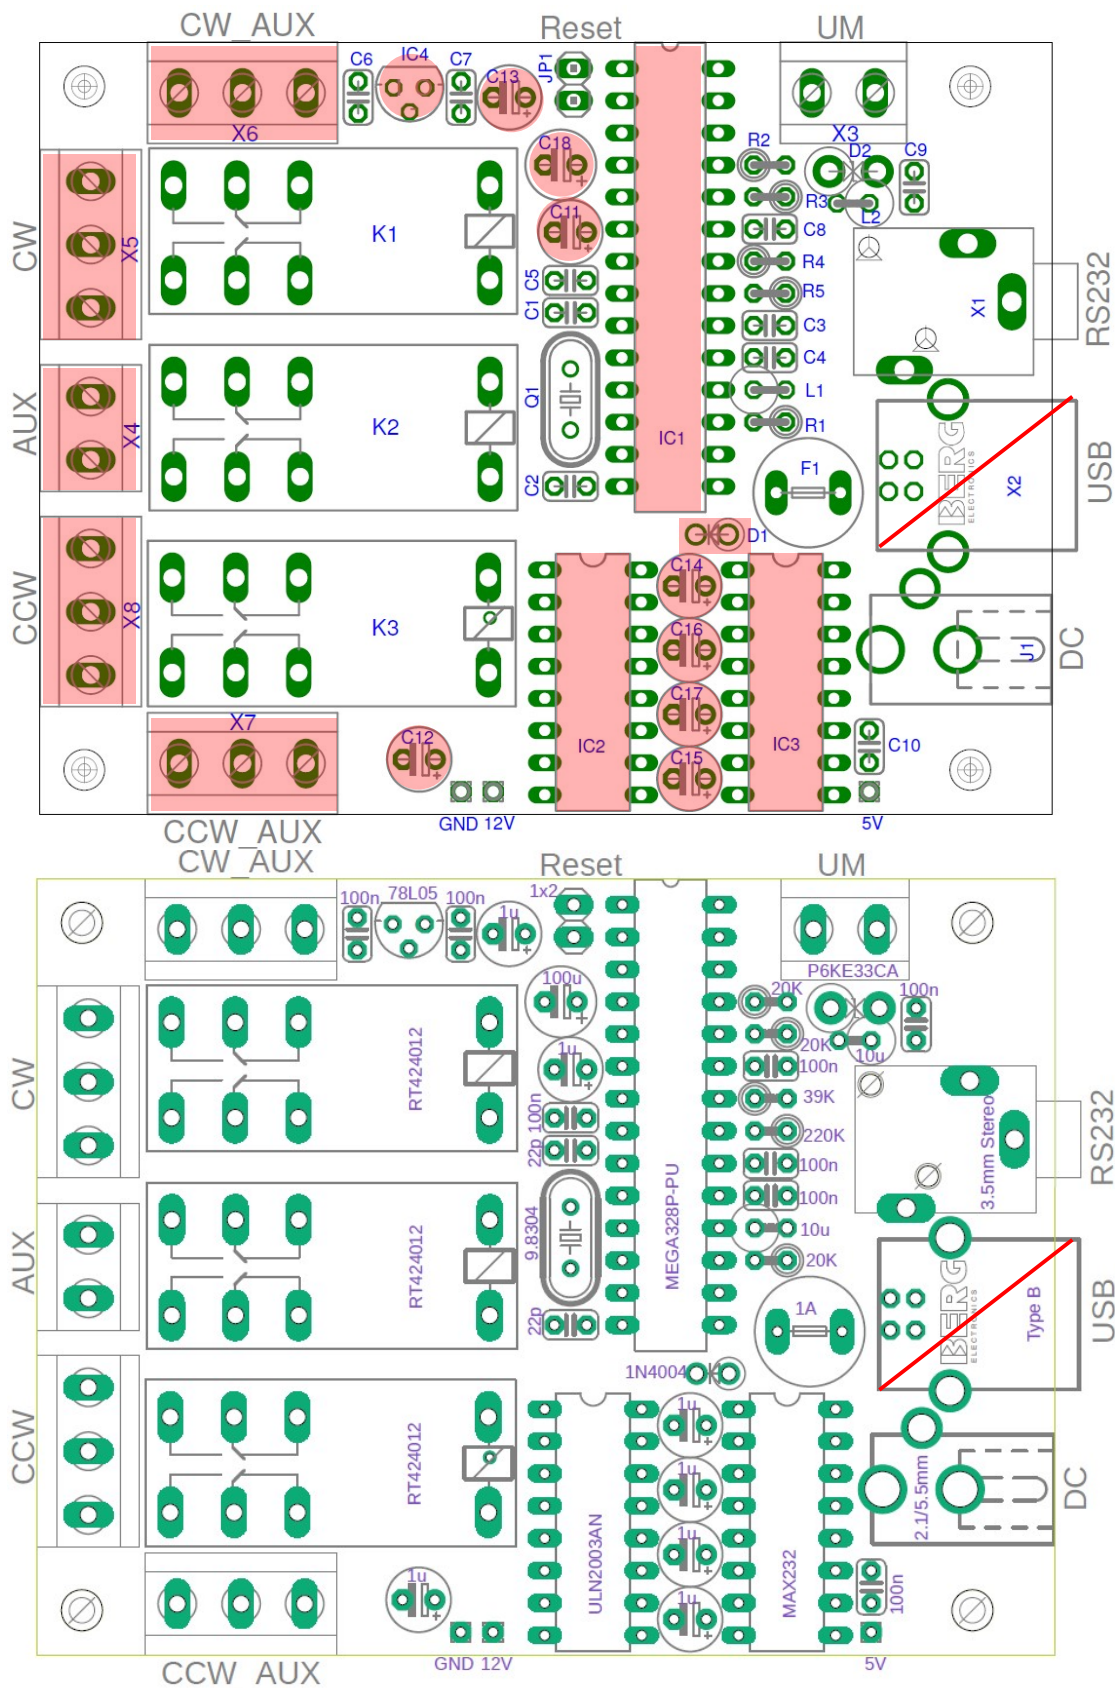 CW_AUX
Reset
UM
C6
IC4
C7
C13
JP1
X6
X3
C18
R2
D2
C9
CW
X5
K1
C11
R3
L2
C8
C5
R4
X1
RS232
C1
R5
C3
C4
AUX
X4
K2
Q1
L1
R1
IC1
BERG
ELECTRONICS
X2
USB
F1
C2
D1
CCW
X8
K3
C14
C16
C17
C15
J1
DC
X7
C12
IC2
IC3
C10
+
+
+
+
+
+
+
+
GND 12V
5V
CCW_AUX
CW_AUX
Reset
UM
100n
78L05
100n
1u
1x2
P6KE33CA
100u
20K
100n
CW
RT424012
1u
20K
10u
100n
39K
100n
22p
220K
3.5mm Stereo
RS232
100n
100n
AUX
RT424012
9.8304
MEGA328P-PU
10u
20K
22p
1A
BERG
ELECTRONICS
Type B
USB
1N4004
CCW
RT424012
1u
1u
1u
1u
2.1/5.5mm
DC
ULN2003AN
MAX232
1u
100n
+
+
+
+
+
+
+
+
GND 12V
5V
CCW_AUX